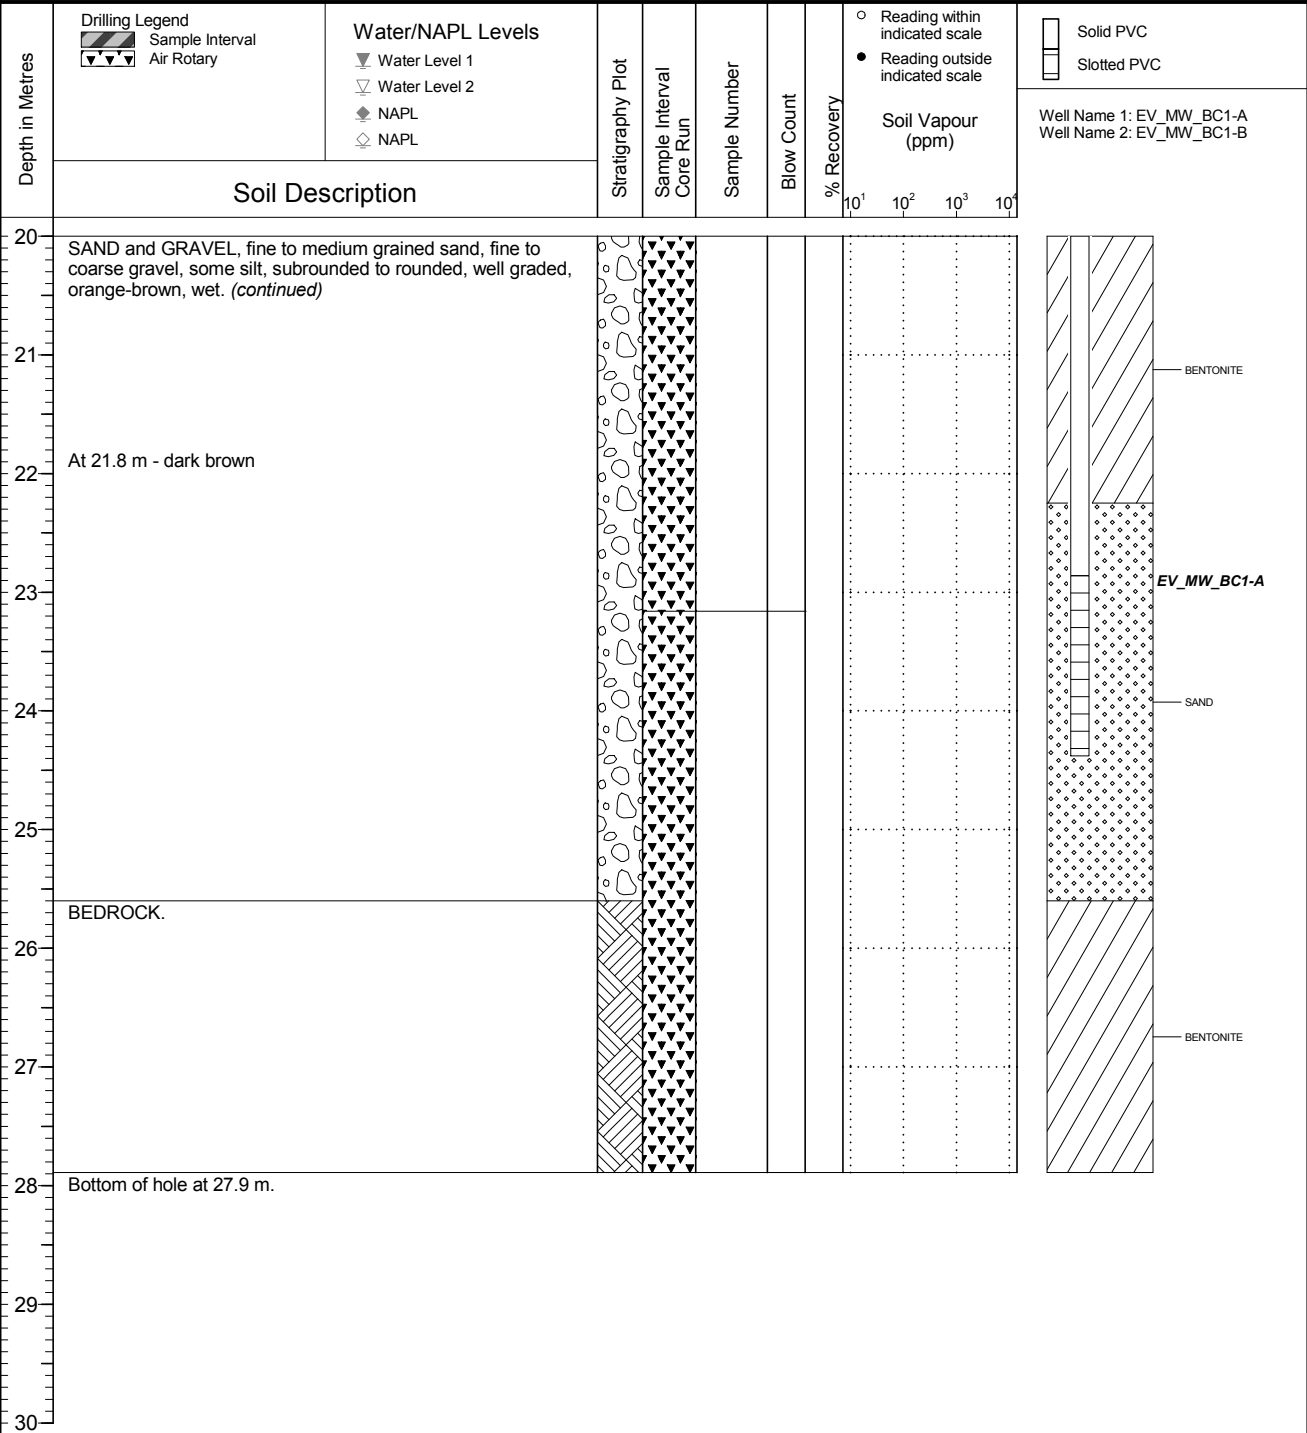 Depth in Metres
Drilling Legend
Sample Interval
Air Rotary
Water/NAPL Levels
Water Level 1
Water Level 2
NAPL
NAPL
Soil Description
Stratigraphy Plot
Sample Interval
Core Run
Sample Number
Blow Count
% Recovery
Reading within
indicated scale
Reading outside
indicated scale
Soil Vapour
(ppm)
10¹ 10² 10³ 10⁴
Solid PVC
Slotted PVC
Well Name 1: EV_MW_BC1-A
Well Name 2: EV_MW_BC1-B
20
SAND and GRAVEL, fine to medium grained sand, fine to
coarse gravel, some silt, subrounded to rounded, well graded,
orange-brown, wet. (continued)
21
BENTONITE
At 21.8 m - dark brown
22
EV_MW_BC1-A
23
SAND
24
25
BEDROCK.
26
BENTONITE
27
Bottom of hole at 27.9 m.
28
29
30